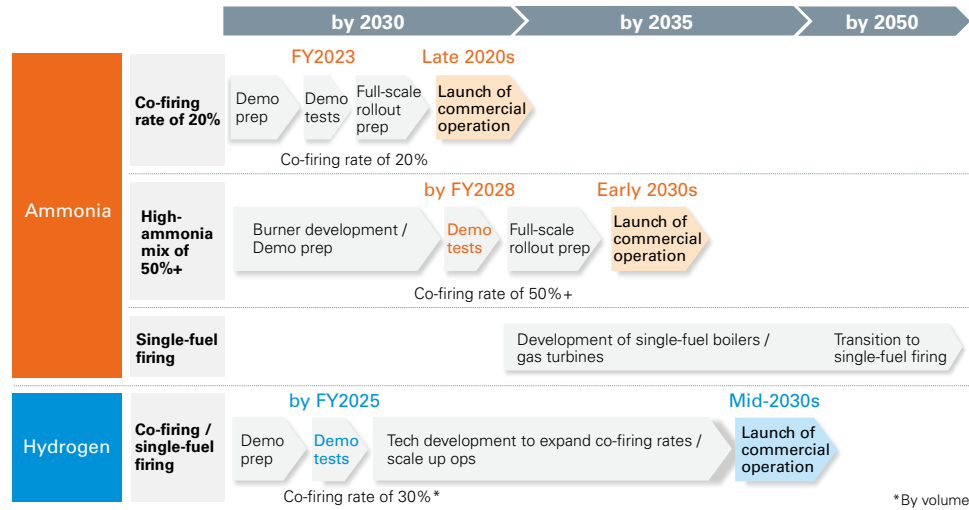 by 2030
by 2035
by 2050
Ammonia
Co-firing
rate of 20%
FY2023
Late 2020s
Demo
prep
Demo
tests
Full-scale
rollout
prep
Launch of
commercial
operation
Co-firing rate of 20%
High-
ammonia
mix of
50%+
by FY2028
Early 2030s
Burner development /
Demo prep
Demo
tests
Full-scale
rollout prep
Launch of
commercial
operation
Co-firing rate of 50%+
Single-fuel
firing
Development of single-fuel boilers /
gas turbines
Transition to
single-fuel firing
Hydrogen
Co-firing /
single-fuel
firing
by FY2025
Mid-2030s
Demo
prep
Demo
tests
Tech development to expand co-firing rates /
scale up ops
Launch of
commercial
operation
Co-firing rate of 30%*
*By volume